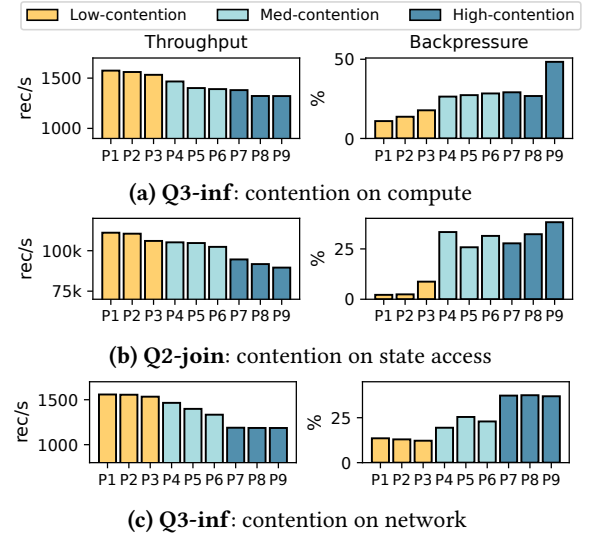 Low-contention Med-contention High-contention
Throughput Backpressure
rec/s
1500
1000
P1 P2 P3 P4 P5 P6 P7 P8 P9
%
50
0
P1 P2 P3 P4 P5 P6 P7 P8 P9
(a) Q3-inf: contention on compute
rec/s
100k
75k
P1 P2 P3 P4 P5 P6 P7 P8 P9
%
25
0
P1 P2 P3 P4 P5 P6 P7 P8 P9
(b) Q2-join: contention on state access
rec/s
1500
1000
P1 P2 P3 P4 P5 P6 P7 P8 P9
%
25
0
P1 P2 P3 P4 P5 P6 P7 P8 P9
(c) Q3-inf: contention on network